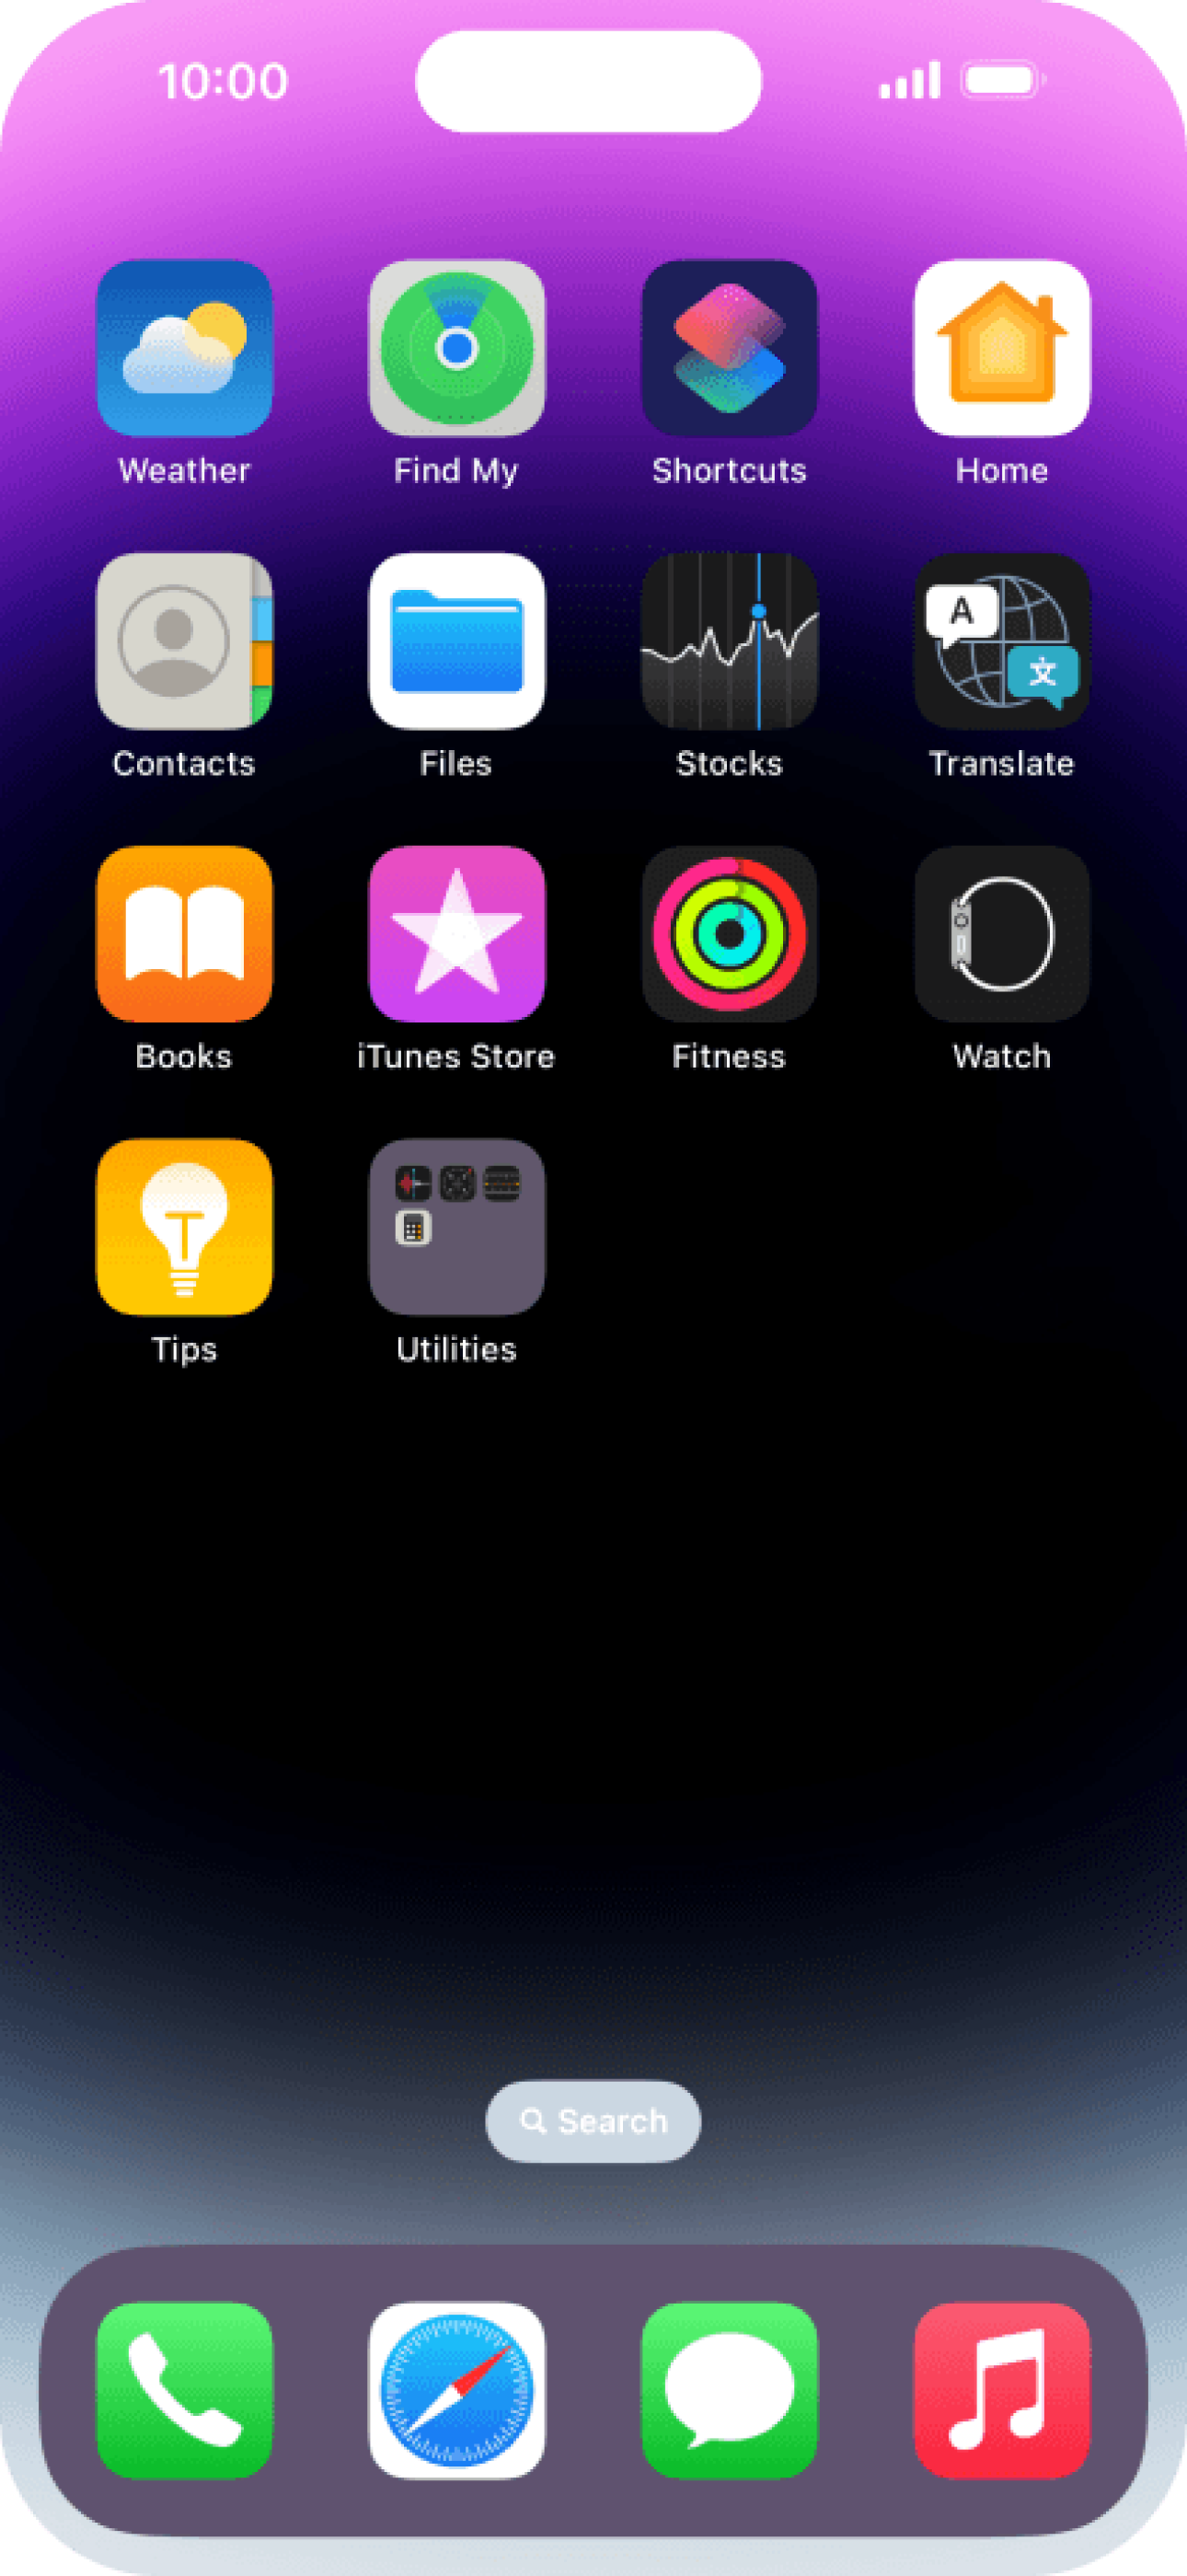 10:00
Weather Find My Shortcuts Home
A 文
Contacts Files Stocks Translate
Books iTunes Store Fitness Watch
Tips Utilities
Search